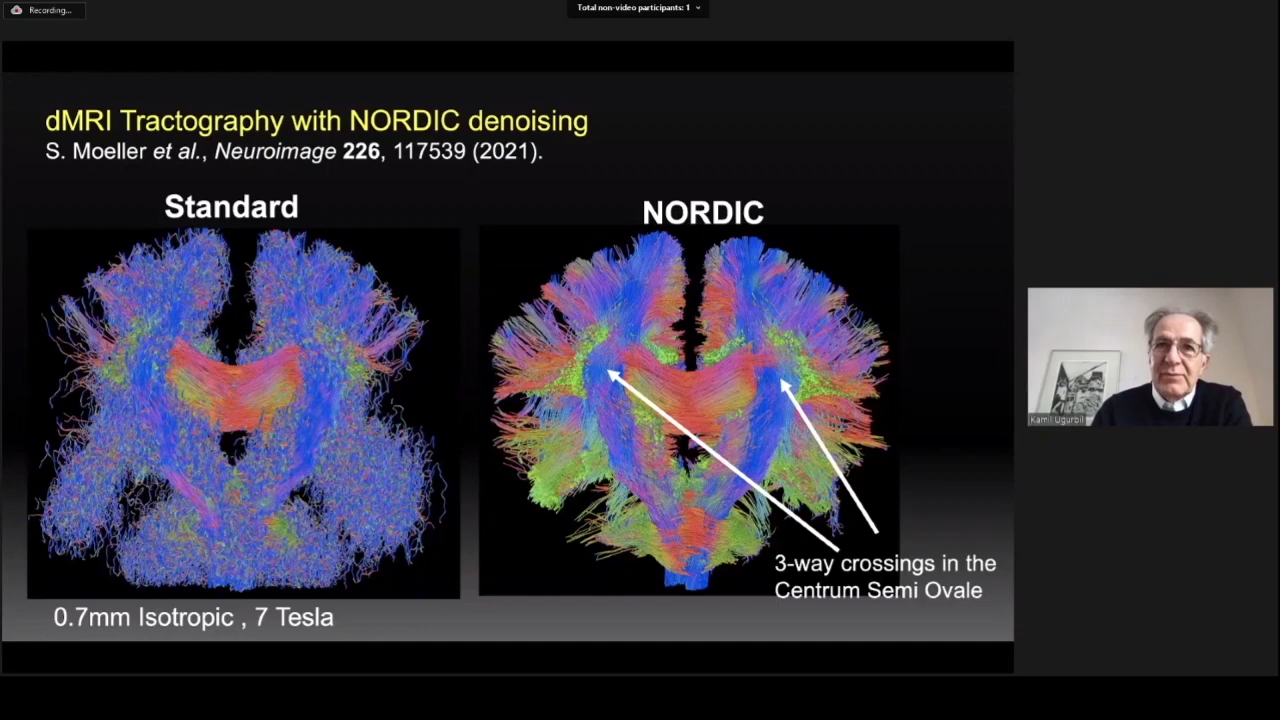 Recording...
Total non-video participants: 1
dMRI Tractography with NORDIC denoising
S. Moeller et al., Neuroimage 226, 117539 (2021).
Standard
NORDIC
3-way crossings in the
Centrum Semi Ovale
0.7mm Isotropic , 7 Tesla
Kamil Ugurbil